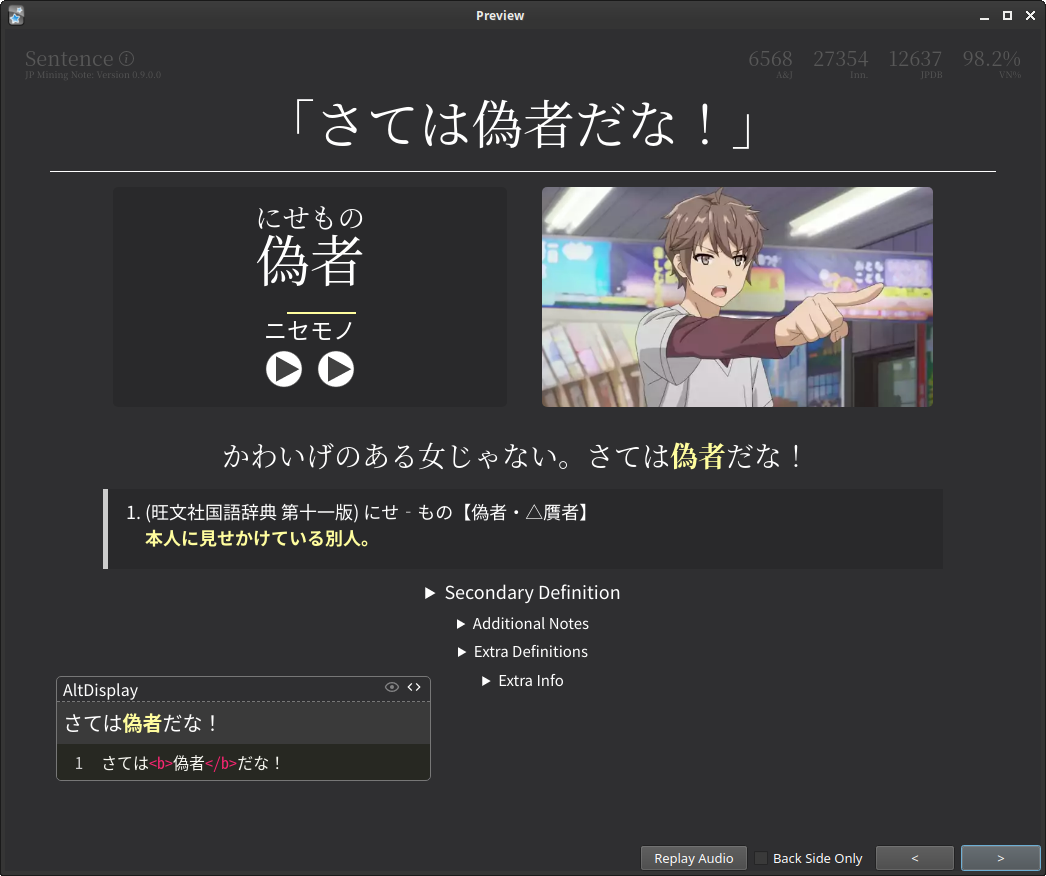 Preview
Sentence
JP Mining Note: Version 0.9.0.0
6568 27354 12637 98.2%
A&J Inn. JPDB VN%
「さては偽者だな！」
にせもの
偽者
ニセモノ
かわいげのある女じゃない。さては偽者だな！
1. (旺文社国語辞典 第十一版) にせ‐もの【偽者・△贋者】
本人に見せかけている別人。
▶ Secondary Definition
▶ Additional Notes
▶ Extra Definitions
▶ Extra Info
AltDisplay
さては偽者だな！
1 さては<b>偽者</b>だな！
Replay Audio Back Side Only < >